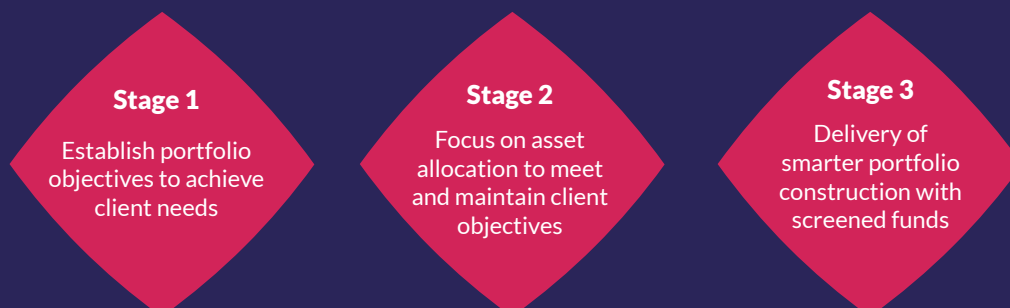 Stage 1
Establish portfolio
objectives to achieve
client needs
Stage 2
Focus on asset
allocation to meet
and maintain client
objectives
Stage 3
Delivery of
smarter portfolio
construction with
screened funds